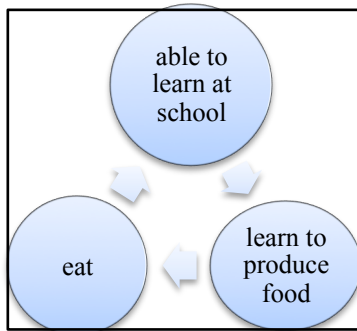 able to
learn at
school
learn to
produce
food
eat